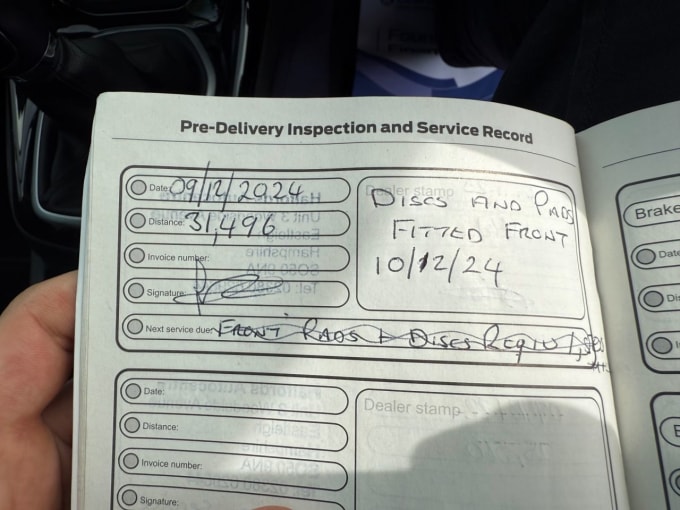 Pre-Delivery Inspection and Service Record
Date: 09/12/2024
Distance: 31,496
Invoice number:
Signature:
Next service due: FRONT PADS + DISCS
Dealer stamp
DISCS AND PADS
FITTED FRONT
10/12/24
Date:
Distance:
Invoice number:
Signature:
Dealer stamp
Brake
Date
Dis